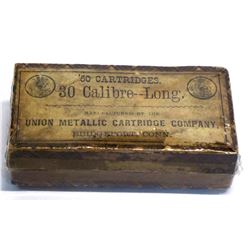 50 CARTRIDGES.
30 Calibre--Long.
MANUFACTURED BY THE
UNION METALLIC CARTRIDGE COMPANY,
BRIDGEPORT, CONN.